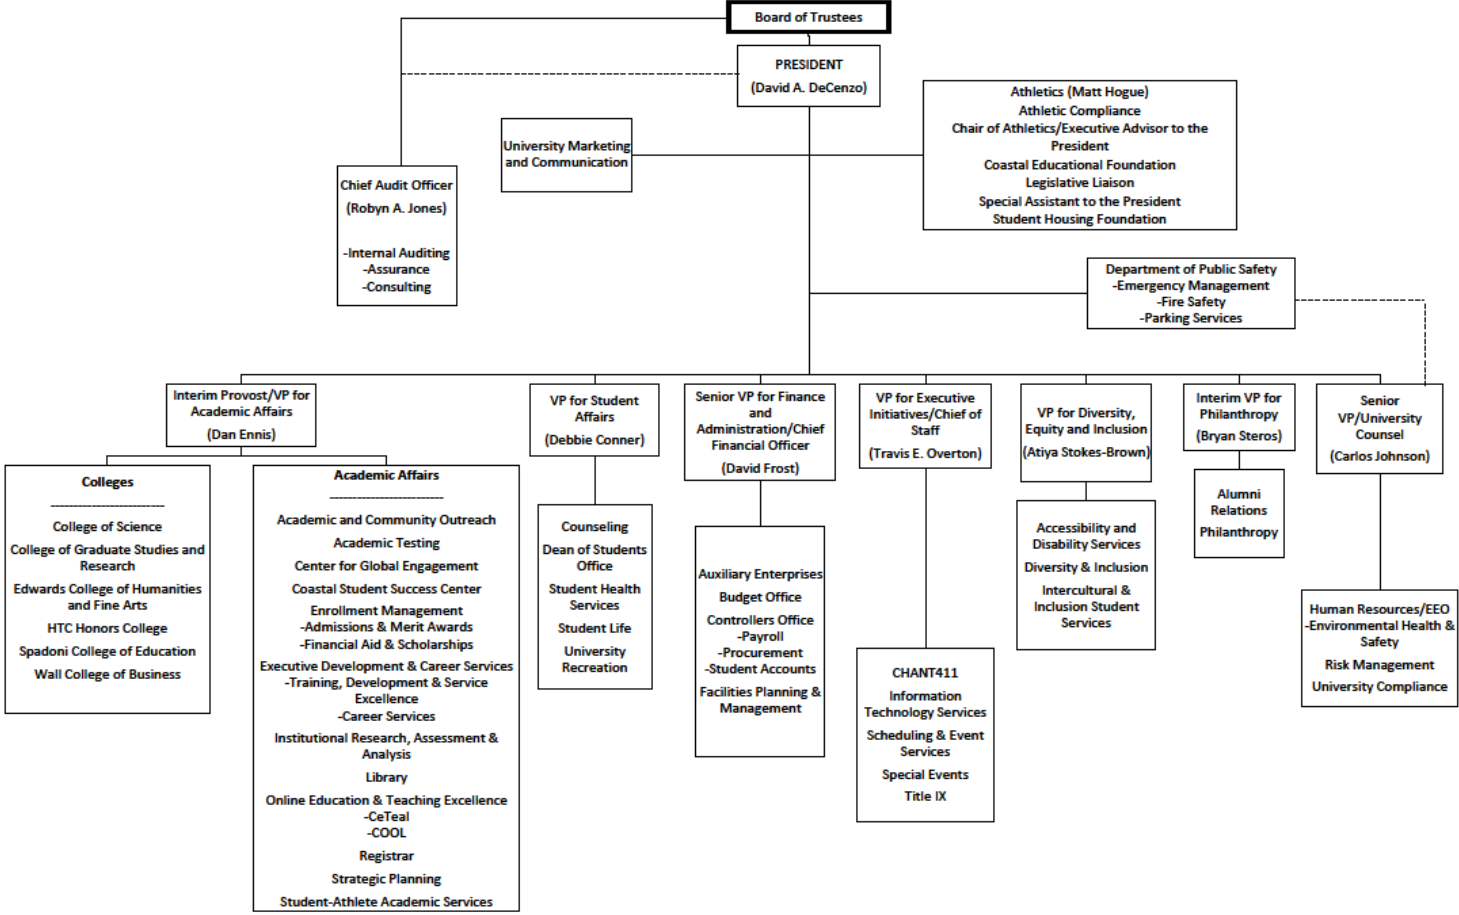 Board of Trustees
PRESIDENT
(David A. DeCenzo)
Athletics (Matt Hogue)
Athletic Compliance
Chair of Athletics/Executive Advisor to the
President
Coastal Educational Foundation
Legislative Liaison
Special Assistant to the President
Student Housing Foundation
University Marketing
and Communication
Chief Audit Officer
(Robyn A. Jones)
-Internal Auditing
-Assurance
-Consulting
Department of Public Safety
-Emergency Management
-Fire Safety
-Parking Services
Interim Provost/VP for
Academic Affairs
(Dan Ennis)
VP for Student
Affairs
(Debbie Conner)
Senior VP for Finance
and
Administration/Chief
Financial Officer
(David Frost)
VP for Executive
Initiatives/Chief of
Staff
(Travis E. Overton)
VP for Diversity,
Equity and Inclusion
(Atiya Stokes-Brown)
Interim VP for
Philanthropy
(Bryan Steros)
Senior
VP/University
Counsel
(Carlos Johnson)
Colleges
-------------------------
College of Science
College of Graduate Studies and
Research
Edwards College of Humanities
and Fine Arts
HTC Honors College
Spadoni College of Education
Wall College of Business
Academic Affairs
-------------------------
Academic and Community Outreach
Academic Testing
Center for Global Engagement
Coastal Student Success Center
Enrollment Management
-Admissions & Merit Awards
-Financial Aid & Scholarships
Executive Development & Career Services
-Training, Development & Service
Excellence
-Career Services
Institutional Research, Assessment &
Analysis
Library
Online Education & Teaching Excellence
-CeTeal
-COOL
Registrar
Strategic Planning
Student-Athlete Academic Services
Counseling
Dean of Students
Office
Student Health
Services
Student Life
University
Recreation
Auxiliary Enterprises
Budget Office
Controllers Office
-Payroll
-Procurement
-Student Accounts
Facilities Planning &
Management
CHANT411
Information
Technology Services
Scheduling & Event
Services
Special Events
Title IX
Accessibility and
Disability Services
Diversity & Inclusion
Intercultural &
Inclusion Student
Services
Alumni
Relations
Philanthropy
Human Resources/EEO
-Environmental Health &
Safety
Risk Management
University Compliance